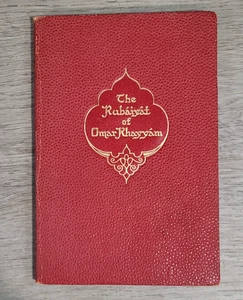 The
Rubáiyát
of
Omar Khayyám